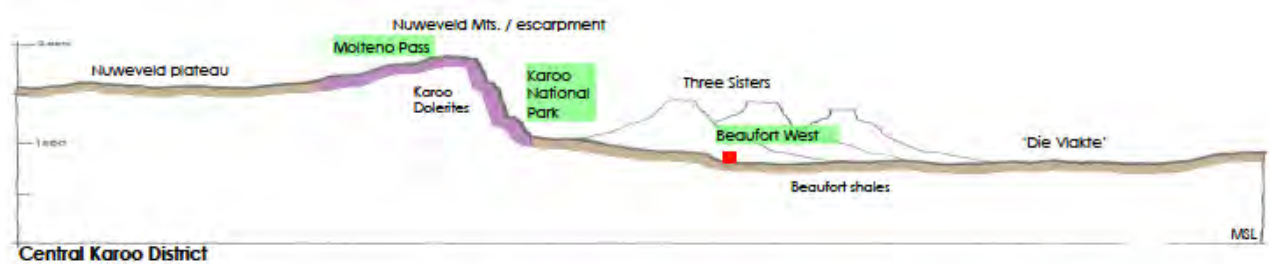 Nuweveld Mts. / escarpment
Molteno Pass
Nuweveld plateau
Karoo
National
Park
Karoo
Dolerites
Three Sisters
Beaufort West
'Die Vlakte'
Beaufort shales
MSL
Central Karoo District